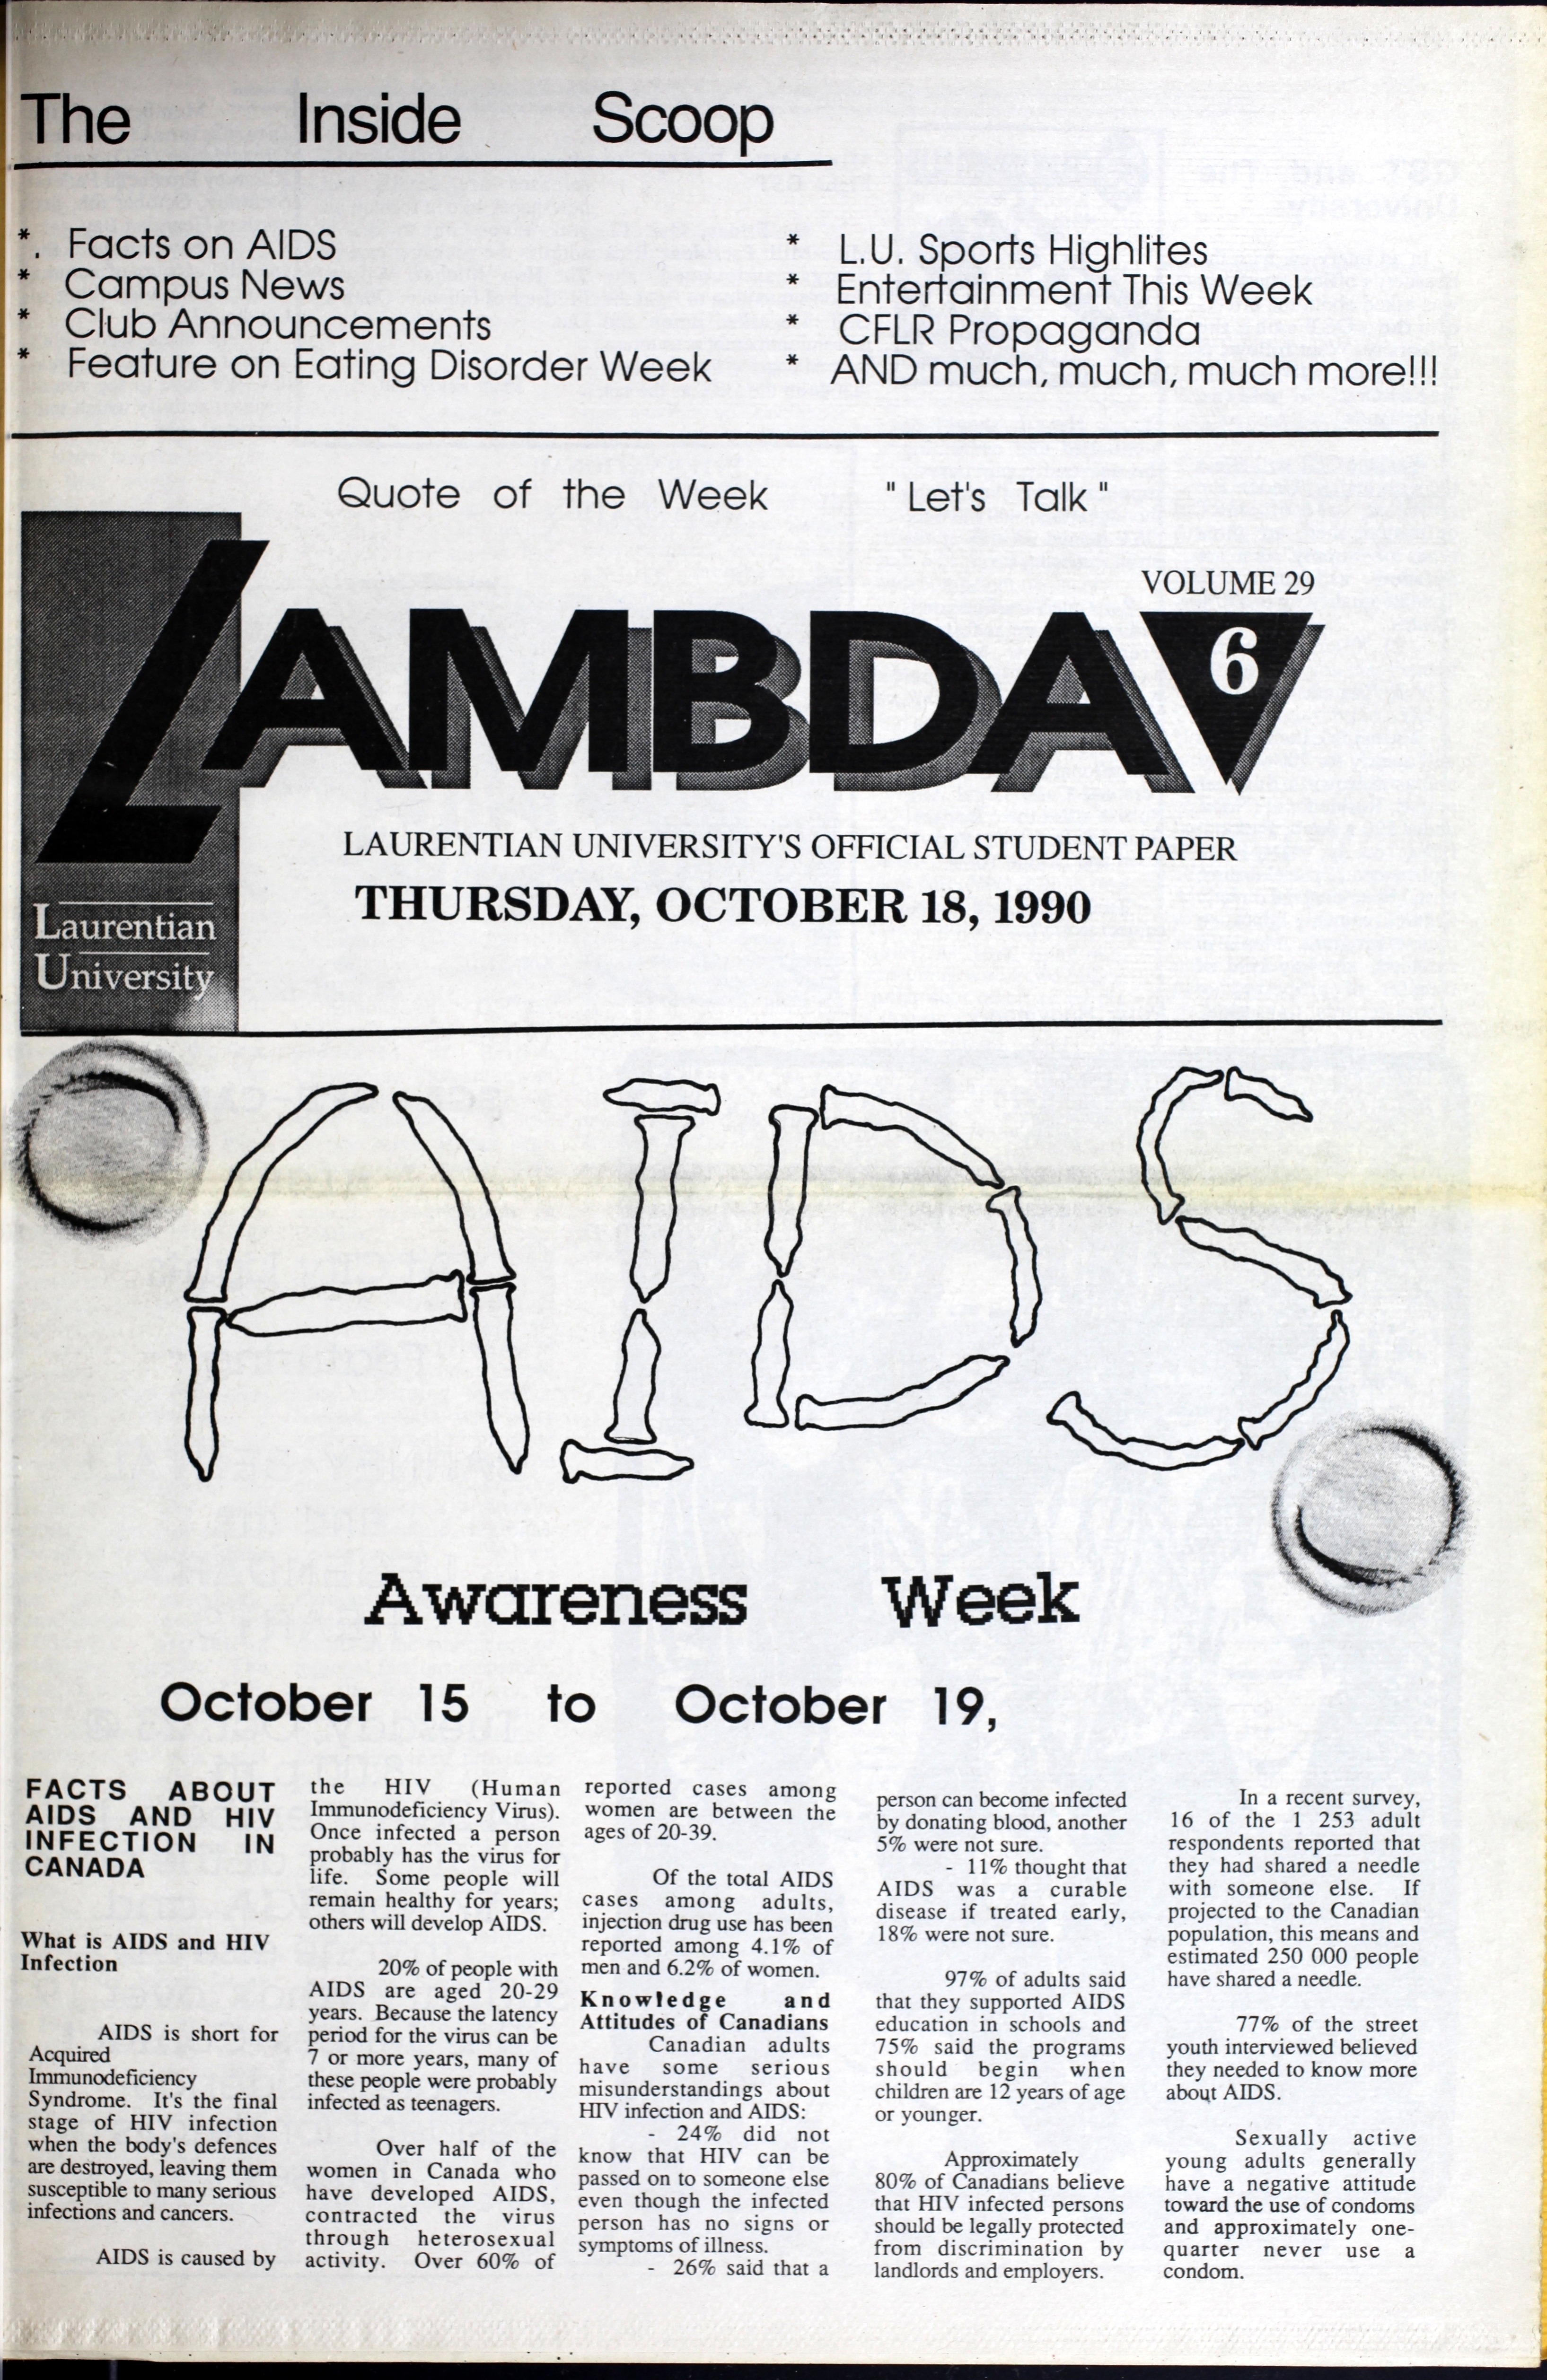 The Inside Scoop
*. Facts on AIDS
* Campus News
* Club Announcements
* Feature on Eating Disorder Week
* L.U. Sports Highlites
* Entertainment This Week
* CFLR Propaganda
* AND much, much, much more!!!
Quote of the Week "Let's Talk"
VOLUME 29
LAMBDA 6
LAURENTIAN UNIVERSITY'S OFFICIAL STUDENT PAPER
THURSDAY, OCTOBER 18, 1990
Laurentian
University
AIDS
Awareness Week
October 15 to October 19,
FACTS ABOUT
AIDS AND HIV
INFECTION IN
CANADA
What is AIDS and HIV
Infection
AIDS is short for
Acquired
Immunodeficiency
Syndrome. It's the final
stage of HIV infection
when the body's defences
are destroyed, leaving them
susceptible to many serious
infections and cancers.
AIDS is caused by
the HIV (Human
Immunodeficiency Virus).
Once infected a person
probably has the virus for
life. Some people will
remain healthy for years;
others will develop AIDS.
20% of people with
AIDS are aged 20-29
years. Because the latency
period for the virus can be
7 or more years, many of
these people were probably
infected as teenagers.
Over half of the
women in Canada who
have developed AIDS,
contracted the virus
through heterosexual
activity. Over 60% of
reported cases among
women are between the
ages of 20-39.
Of the total AIDS
cases among adults,
injection drug use has been
reported among 4.1% of
men and 6.2% of women.
Knowledge and
Attitudes of Canadians
Canadian adults
have some serious
misunderstandings about
HIV infection and AIDS:
- 24% did not
know that HIV can be
passed on to someone else
even though the infected
person has no signs or
symptoms of illness.
- 26% said that a
person can become infected
by donating blood, another
5% were not sure.
- 11% thought that
AIDS was a curable
disease if treated early,
18% were not sure.
97% of adults said
that they supported AIDS
education in schools and
75% said the programs
should begin when
children are 12 years of age
or younger.
Approximately
80% of Canadians believe
that HIV infected persons
should be legally protected
from discrimination by
landlords and employers.
In a recent survey,
16 of the 1 253 adult
respondents reported that
they had shared a needle
with someone else. If
projected to the Canadian
population, this means and
estimated 250 000 people
have shared a needle.
77% of the street
youth interviewed believed
they needed to know more
about AIDS.
Sexually active
young adults generally
have a negative attitude
toward the use of condoms
and approximately one-
quarter never use a
condom.